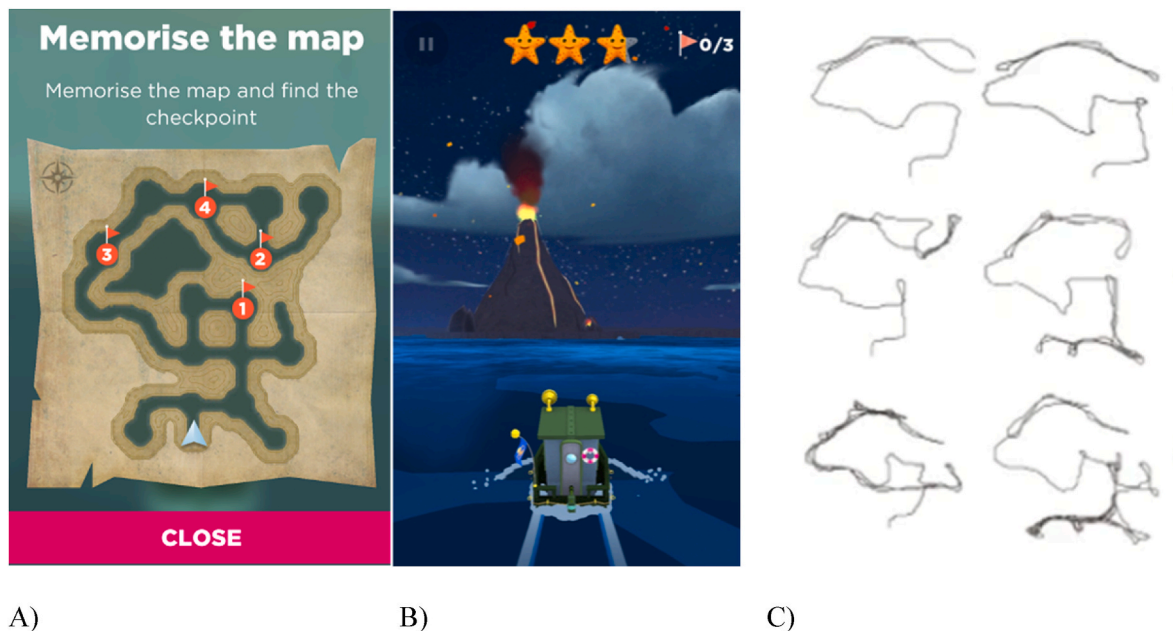 Memorise the map
Memorise the map and find the
checkpoint
4
3
2
1
CLOSE
0/3
A)
B)
C)